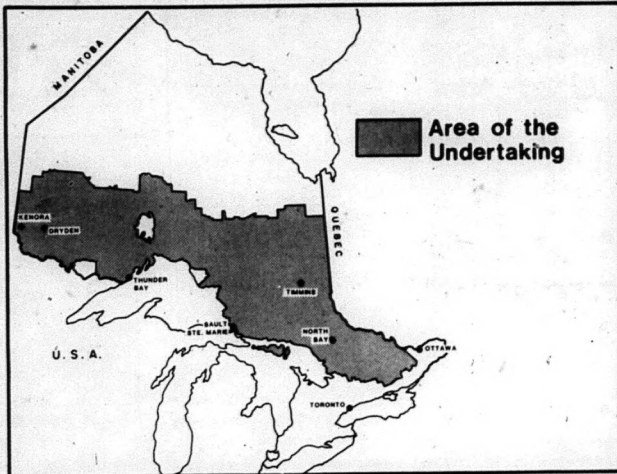 MANITOBA
Area of the
Undertaking
QUEBEC
KENORA
DRYDEN
THUNDER
BAY
TIMMINS
SAULT
STE. MARIE
NORTH
BAY
OTTAWA
U.S.A.
TORONTO